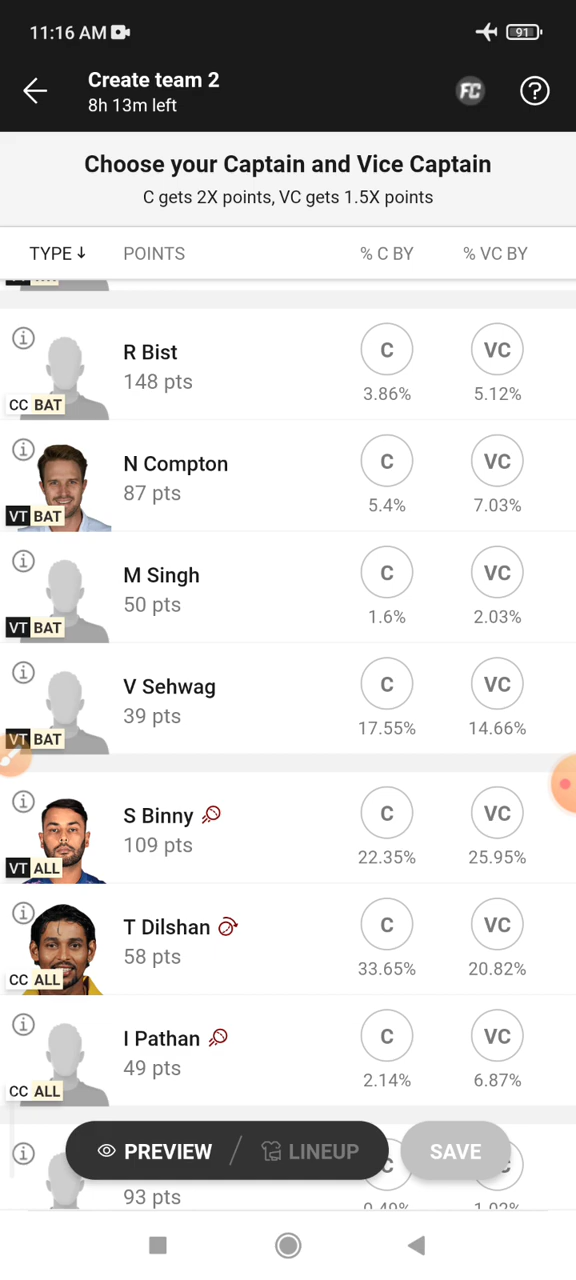 11:16 AM
91
Create team 2
8h 13m left
FC
?
Choose your Captain and Vice Captain
C gets 2X points, VC gets 1.5X points
TYPE↓ POINTS % C BY % VC BY
R Bist
148 pts
C VC
3.86% 5.12%
CC BAT
N Compton
87 pts
C VC
5.4% 7.03%
VT BAT
M Singh
50 pts
C VC
1.6% 2.03%
VT BAT
V Sehwag
39 pts
C VC
17.55% 14.66%
VT BAT
S Binny
109 pts
C VC
22.35% 25.95%
VT ALL
T Dilshan
58 pts
C VC
33.65% 20.82%
CC ALL
I Pathan
49 pts
C VC
2.14% 6.87%
CC ALL
PREVIEW / LINEUP SAVE
93 pts